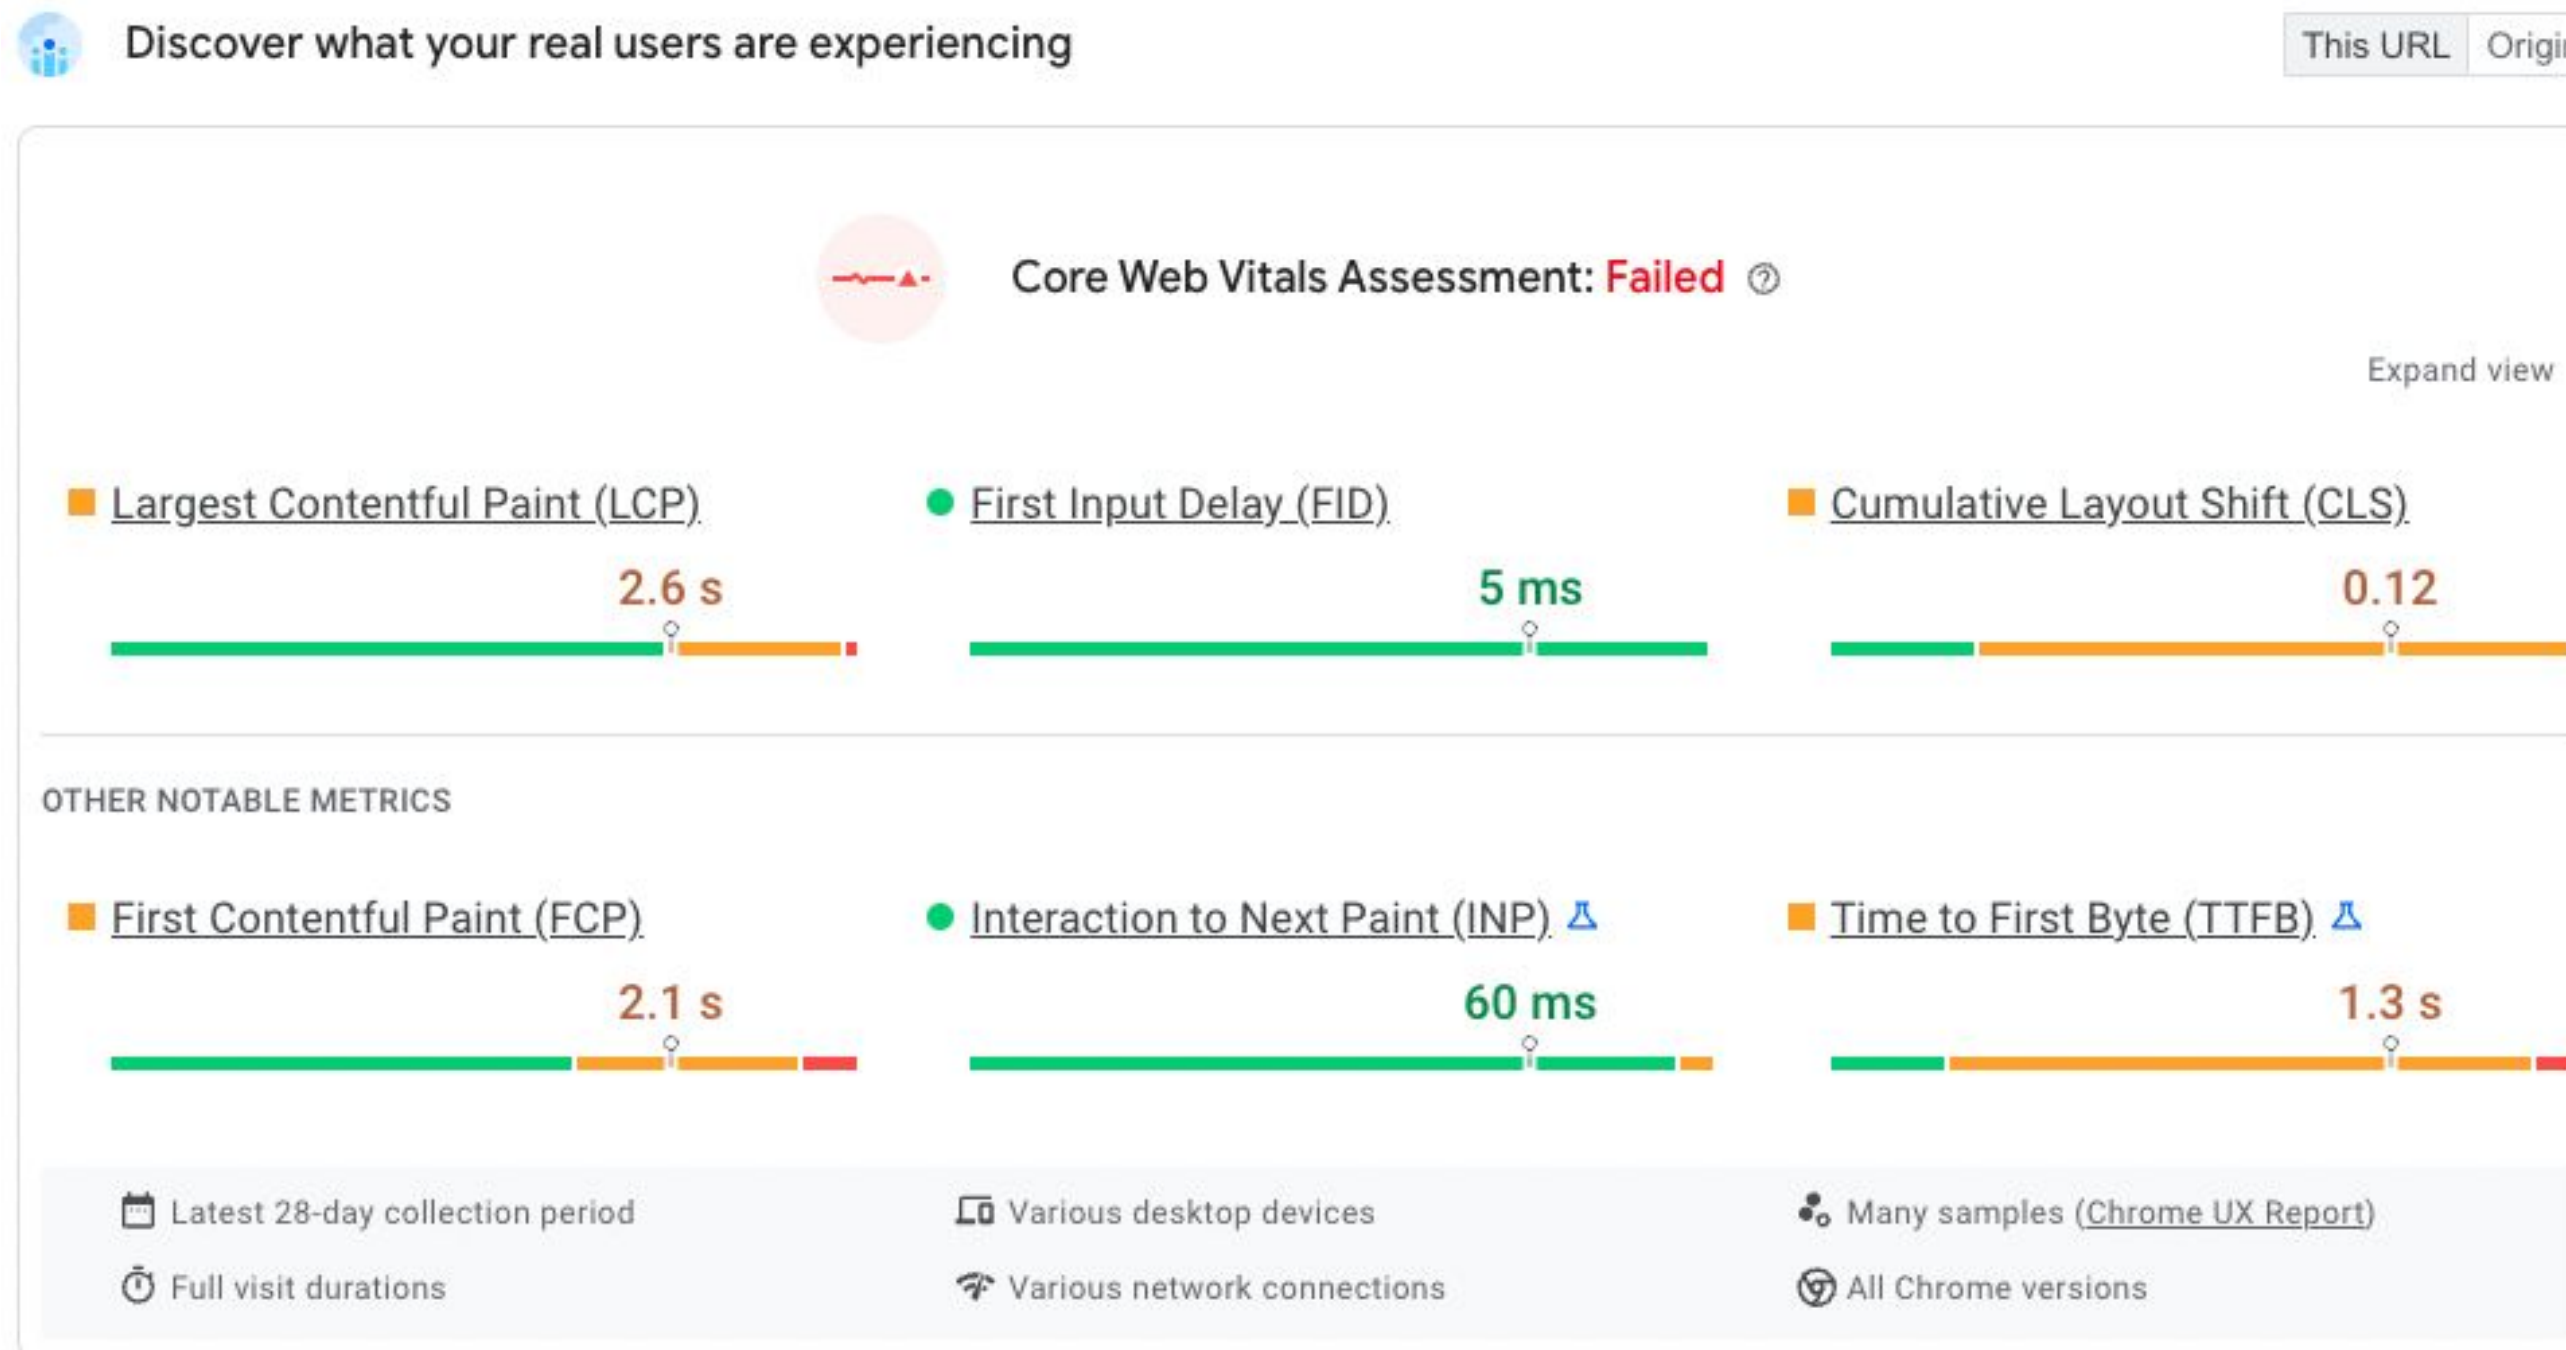 Discover what your real users are experiencing
This URL
Core Web Vitals Assessment: Failed
Expand view
Largest Contentful Paint (LCP)
2.6 s
First Input Delay (FID)
5 ms
Cumulative Layout Shift (CLS)
0.12
OTHER NOTABLE METRICS
First Contentful Paint (FCP)
2.1 s
Interaction to Next Paint (INP)
60 ms
Time to First Byte (TTFB)
1.3 s
Latest 28-day collection period
Various desktop devices
Many samples (Chrome UX Report)
Full visit durations
Various network connections
All Chrome versions